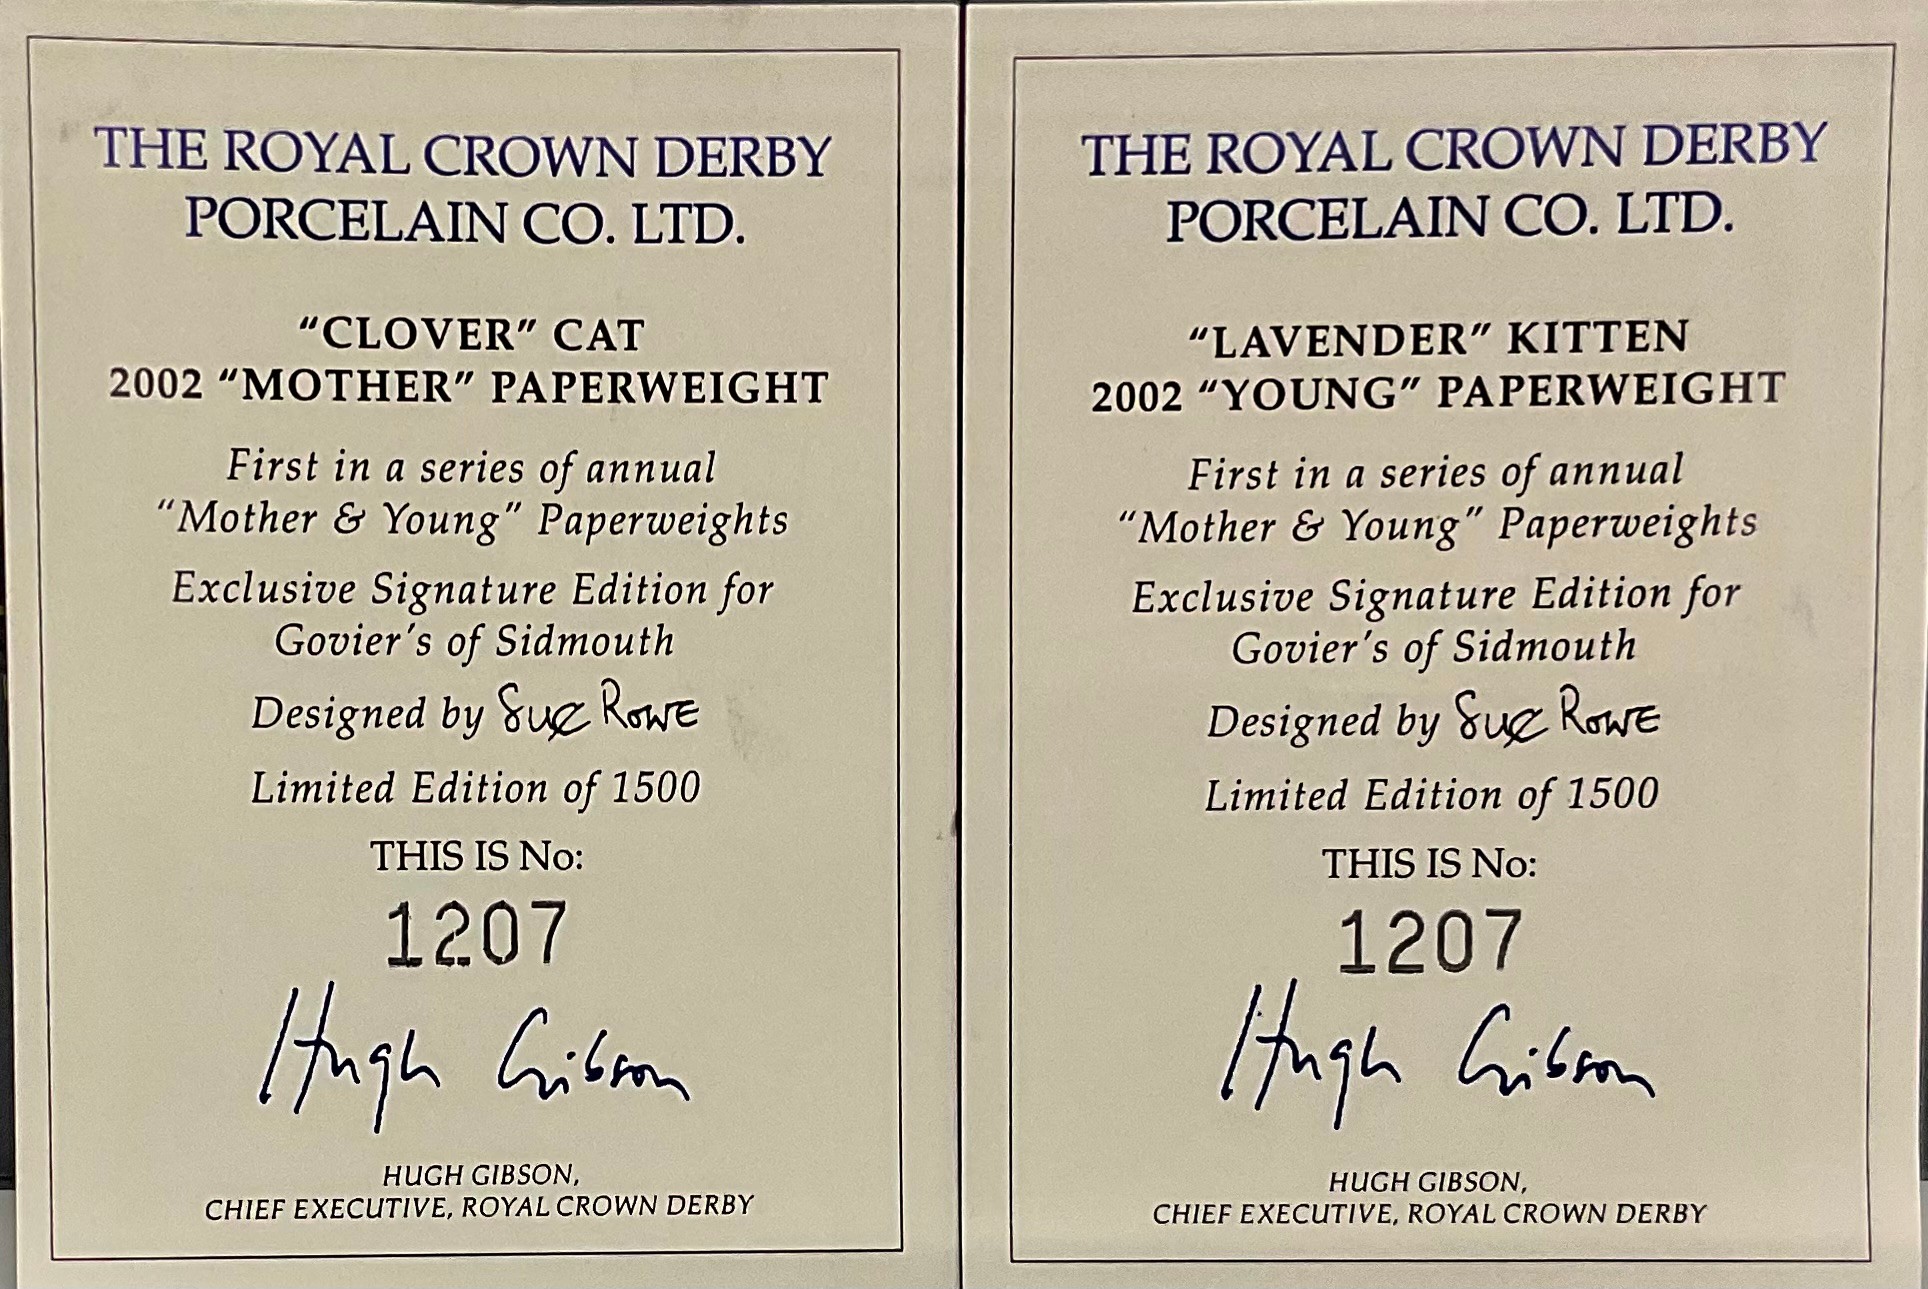 THE ROYAL CROWN DERBY
PORCELAIN CO. LTD.
“CLOVER” CAT
2002 “MOTHER” PAPERWEIGHT
First in a series of annual
“Mother & Young” Paperweights
Exclusive Signature Edition for
Govier's of Sidmouth
Designed by Sue Rowe
Limited Edition of 1500
THIS IS No:
1207
Hugh Gibson
HUGH GIBSON,
CHIEF EXECUTIVE, ROYAL CROWN DERBY
THE ROYAL CROWN DERBY
PORCELAIN CO. LTD.
“LAVENDER” KITTEN
2002 “YOUNG” PAPERWEIGHT
First in a series of annual
“Mother & Young” Paperweights
Exclusive Signature Edition for
Govier's of Sidmouth
Designed by Sue Rowe
Limited Edition of 1500
THIS IS No:
1207
Hugh Gibson
HUGH GIBSON,
CHIEF EXECUTIVE, ROYAL CROWN DERBY